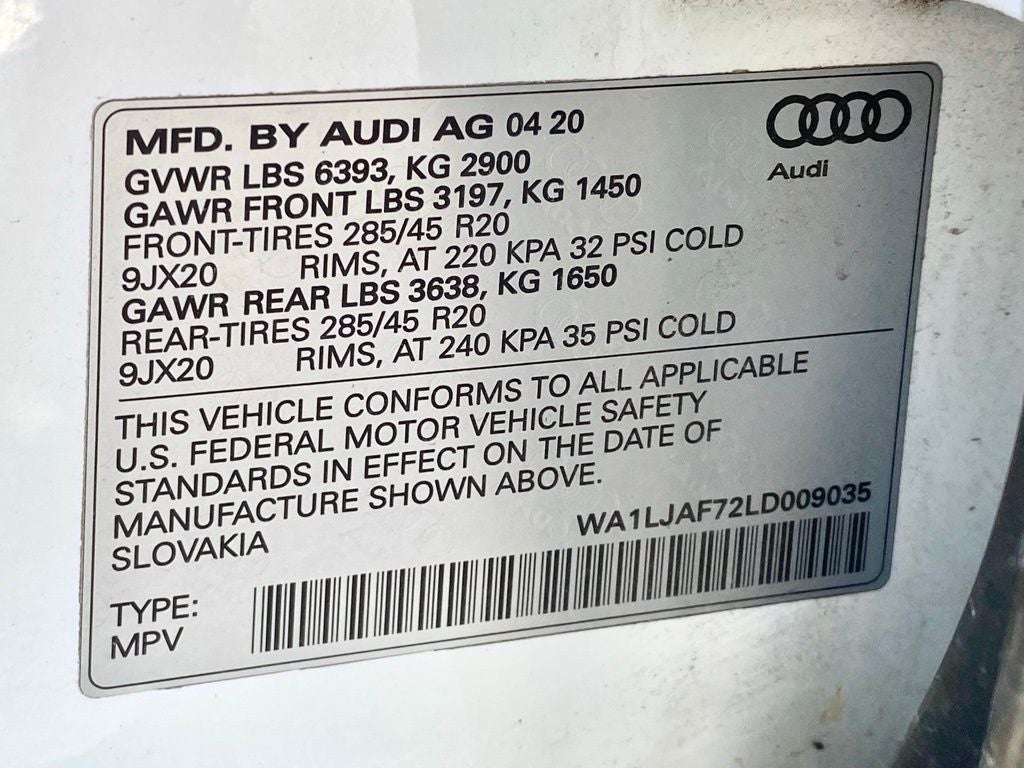 MFD. BY AUDI AG 04 20
Audi
GVWR LBS 6393, KG 2900
GAWR FRONT LBS 3197, KG 1450
FRONT-TIRES 285/45 R20
9JX20 RIMS, AT 220 KPA 32 PSI COLD
GAWR REAR LBS 3638, KG 1650
REAR-TIRES 285/45 R20
9JX20 RIMS, AT 240 KPA 35 PSI COLD
THIS VEHICLE CONFORMS TO ALL APPLICABLE
U.S. FEDERAL MOTOR VEHICLE SAFETY
STANDARDS IN EFFECT ON THE DATE OF
MANUFACTURE SHOWN ABOVE.
SLOVAKIA
WA1LJAF72LD009035
TYPE:
MPV